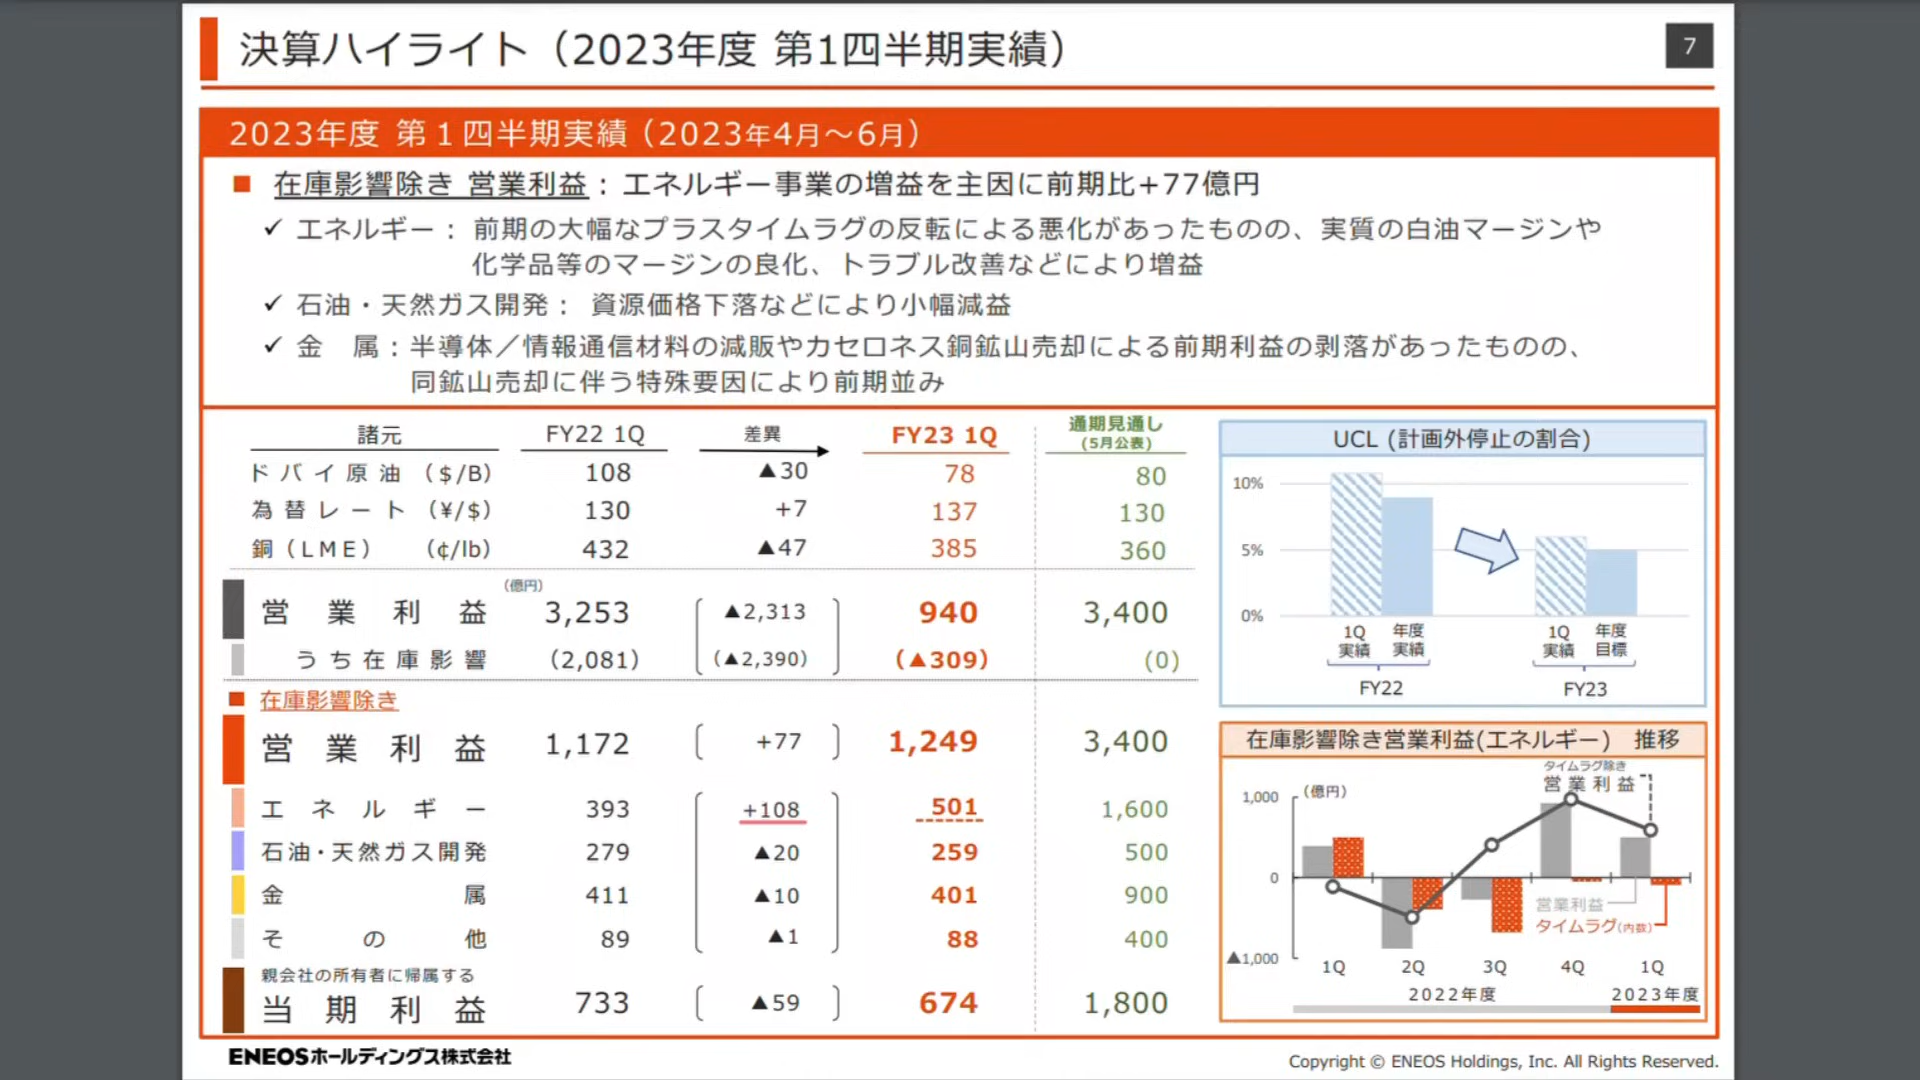 決算ハイライト（2023年度 第1四半期実績）
7
2023年度 第１四半期実績（2023年4月～6月）
在庫影響除き 営業利益：エネルギー事業の増益を主因に前期比+77億円
✓ エネルギー： 前期の大幅なプラスタイムラグの反転による悪化があったものの、実質の白油マージンや
化学品等のマージンの良化、トラブル改善などにより増益
✓ 石油・天然ガス開発： 資源価格下落などにより小幅減益
✓ 金　属：半導体／情報通信材料の減販やカセロネス銅鉱山売却による前期利益の剥落があったものの、
同鉱山売却に伴う特殊要因により前期並み
諸元 FY22 1Q 差異 FY23 1Q 通期見通し
(5月公表)
ドバイ原油（$/B) 108 ▲30 78 80
為替レート（¥/$) 130 +7 137 130
銅（LME） （¢/lb) 432 ▲47 385 360
（億円）
営業利益 3,253 ▲2,313 940 3,400
うち在庫影響 (2,081) (▲2,390) (▲309) (0)
在庫影響除き
営業利益 1,172 +77 1,249 3,400
エネルギー 393 +108 501 1,600
石油･天然ガス開発 279 ▲20 259 500
金属 411 ▲10 401 900
その他 89 ▲1 88 400
親会社の所有者に帰属する
当期利益 733 ▲59 674 1,800
UCL (計画外停止の割合)
10%
5%
0%
1Q 年度 1Q 年度
実績 実績 実績 目標
FY22 FY23
在庫影響除き営業利益(エネルギー)　推移
タイムラグ除き
営業利益
1,000 （億円）
0
営業利益
タイムラグ(内数)
▲1,000
1Q 2Q 3Q 4Q 1Q
2022年度 2023年度
ENEOSホールディングス株式会社
Copyright © ENEOS Holdings, Inc. All Rights Reserved.